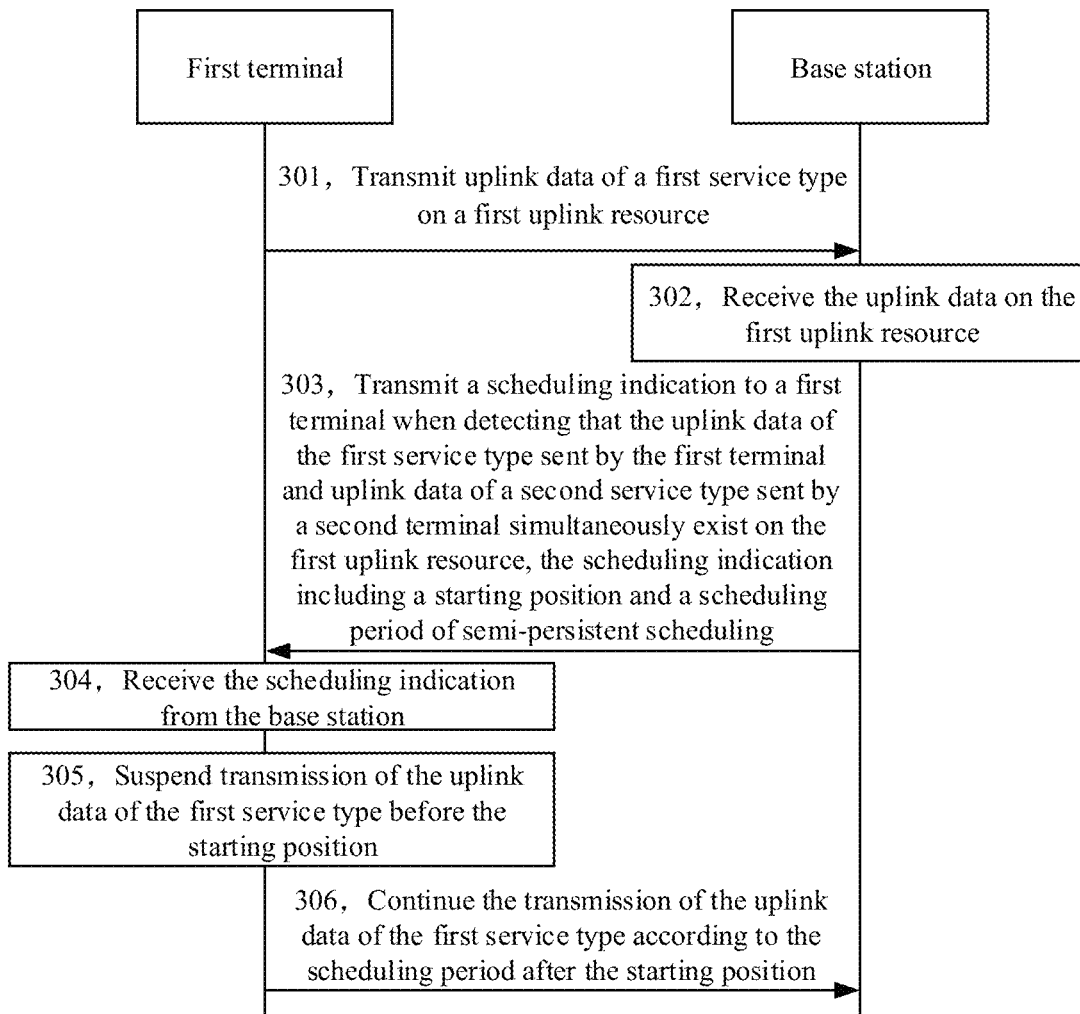 First terminal
Base station
301, Transmit uplink data of a first service type
on a first uplink resource
302, Receive the uplink data on the
first uplink resource
303, Transmit a scheduling indication to a first
terminal when detecting that the uplink data of
the first service type sent by the first terminal
and uplink data of a second service type sent by
a second terminal simultaneously exist on the
first uplink resource, the scheduling indication
including a starting position and a scheduling
period of semi-persistent scheduling
304, Receive the scheduling indication
from the base station
305, Suspend transmission of the uplink
data of the first service type before the
starting position
306, Continue the transmission of the uplink
data of the first service type according to the
scheduling period after the starting position